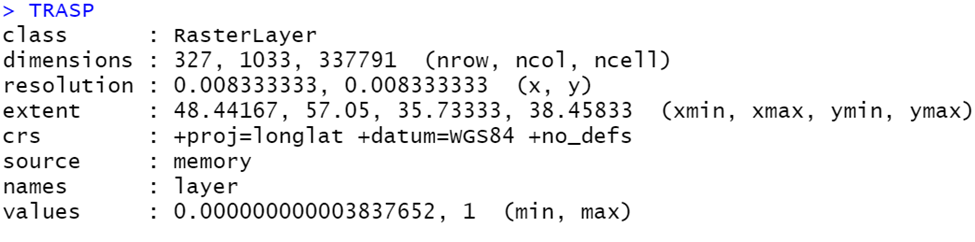 > TRASP
class      : RasterLayer
dimensions : 327, 1033, 337791  (nrow, ncol, ncell)
resolution : 0.008333333, 0.008333333  (x, y)
extent     : 48.44167, 57.05, 35.73333, 38.45833  (xmin, xmax, ymin, ymax)
crs        : +proj=longlat +datum=WGS84 +no_defs
source     : memory
names      : layer
values     : 0.0000000000003837652, 1  (min, max)